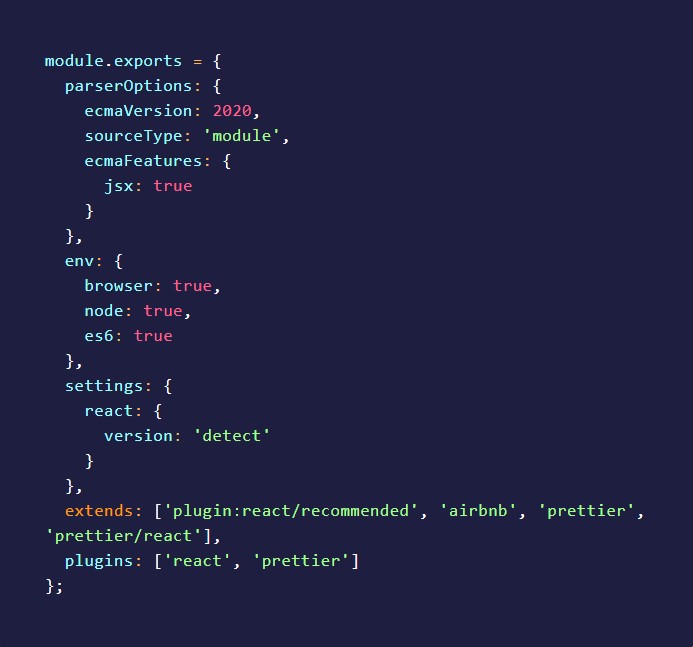 module.exports = {
  parserOptions: {
    ecmaVersion: 2020,
    sourceType: 'module',
    ecmaFeatures: {
      jsx: true
    }
  },
  env: {
    browser: true,
    node: true,
    es6: true
  },
  settings: {
    react: {
      version: 'detect'
    }
  },
  extends: ['plugin:react/recommended', 'airbnb', 'prettier',
'prettier/react'],
  plugins: ['react', 'prettier']
};